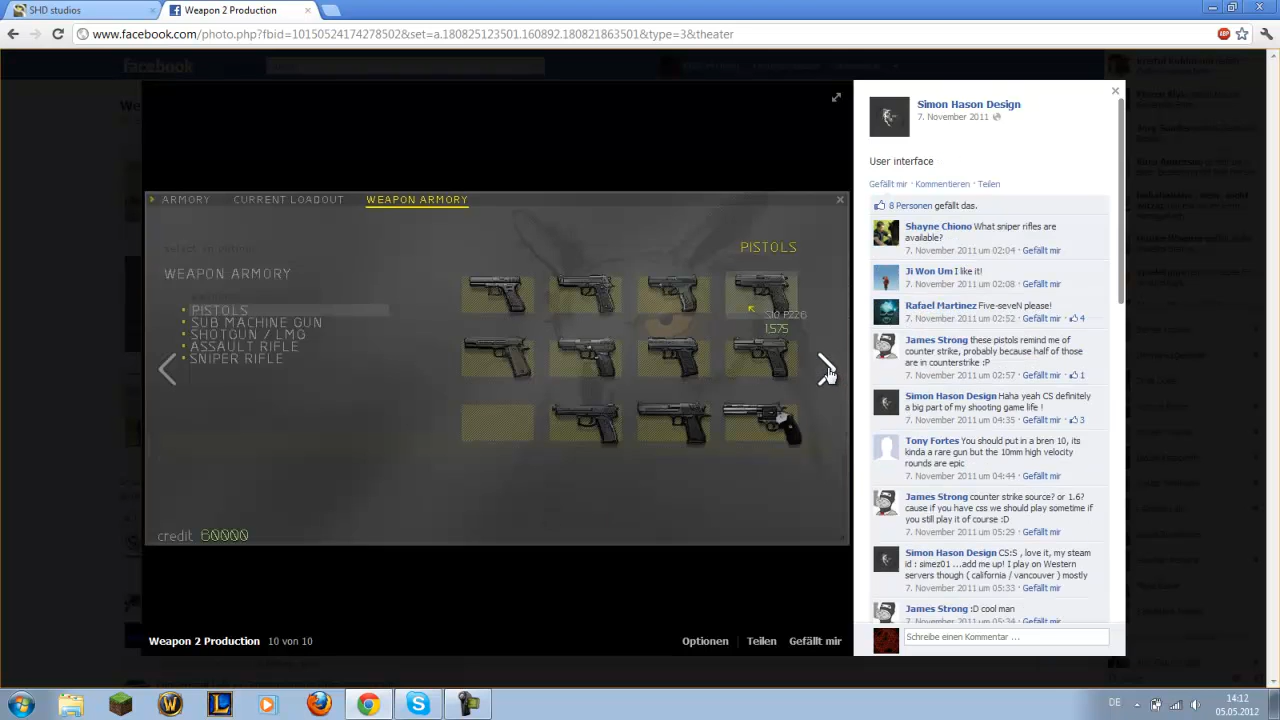 SHD studios
Weapon 2 Production
www.facebook.com/photo.php?fbid=10150524174278502&set=a.180825123501.160892.180821863501&type=3&theater
facebook
ARMORY
CURRENT LOADOUT
WEAPON ARMORY
PISTOLS
WEAPON ARMORY
PISTOLS
SUB MACHINE GUN
SHOTGUN / LMG
ASSAULT RIFLE
SNIPER RIFLE
SIG P226
1,575
credit 60000
Weapon 2 Production 10 von 10
Optionen Teilen Gefällt mir
Simon Hason Design
7. November 2011
User interface
Gefällt mir · Kommentieren · Teilen
8 Personen gefällt das.
Shayne Chiono What sniper rifles are
available?
7. November 2011 um 02:04 · Gefällt mir
Ji Won Um I like it!
7. November 2011 um 02:08 · Gefällt mir
Rafael Martinez Five-seveN please!
7. November 2011 um 02:52 · Gefällt mir · 4
James Strong these pistols remind me of
counter strike, probably because half of those
are in counterstrike :P
7. November 2011 um 02:57 · Gefällt mir · 1
Simon Hason Design Haha yeah CS definitely
a big part of my shooting game life !
7. November 2011 um 04:35 · Gefällt mir · 3
Tony Fortes You should put in a bren 10, its
kinda a rare gun but the 10mm high velocity
rounds are epic
7. November 2011 um 04:44 · Gefällt mir
James Strong counter strike source? or 1.6?
cause if you have css we should play sometime if
you still play it of course :D
7. November 2011 um 05:29 · Gefällt mir
Simon Hason Design CS:S , love it, my steam
id : simez01 ...add me up! I play on Western
servers though ( california / vancouver ) mostly
7. November 2011 um 05:33 · Gefällt mir
James Strong :D cool man
7. November 2011 um 05:34 · Gefällt mir
Schreibe einen Kommentar ...
DE
14:12
05.05.2012